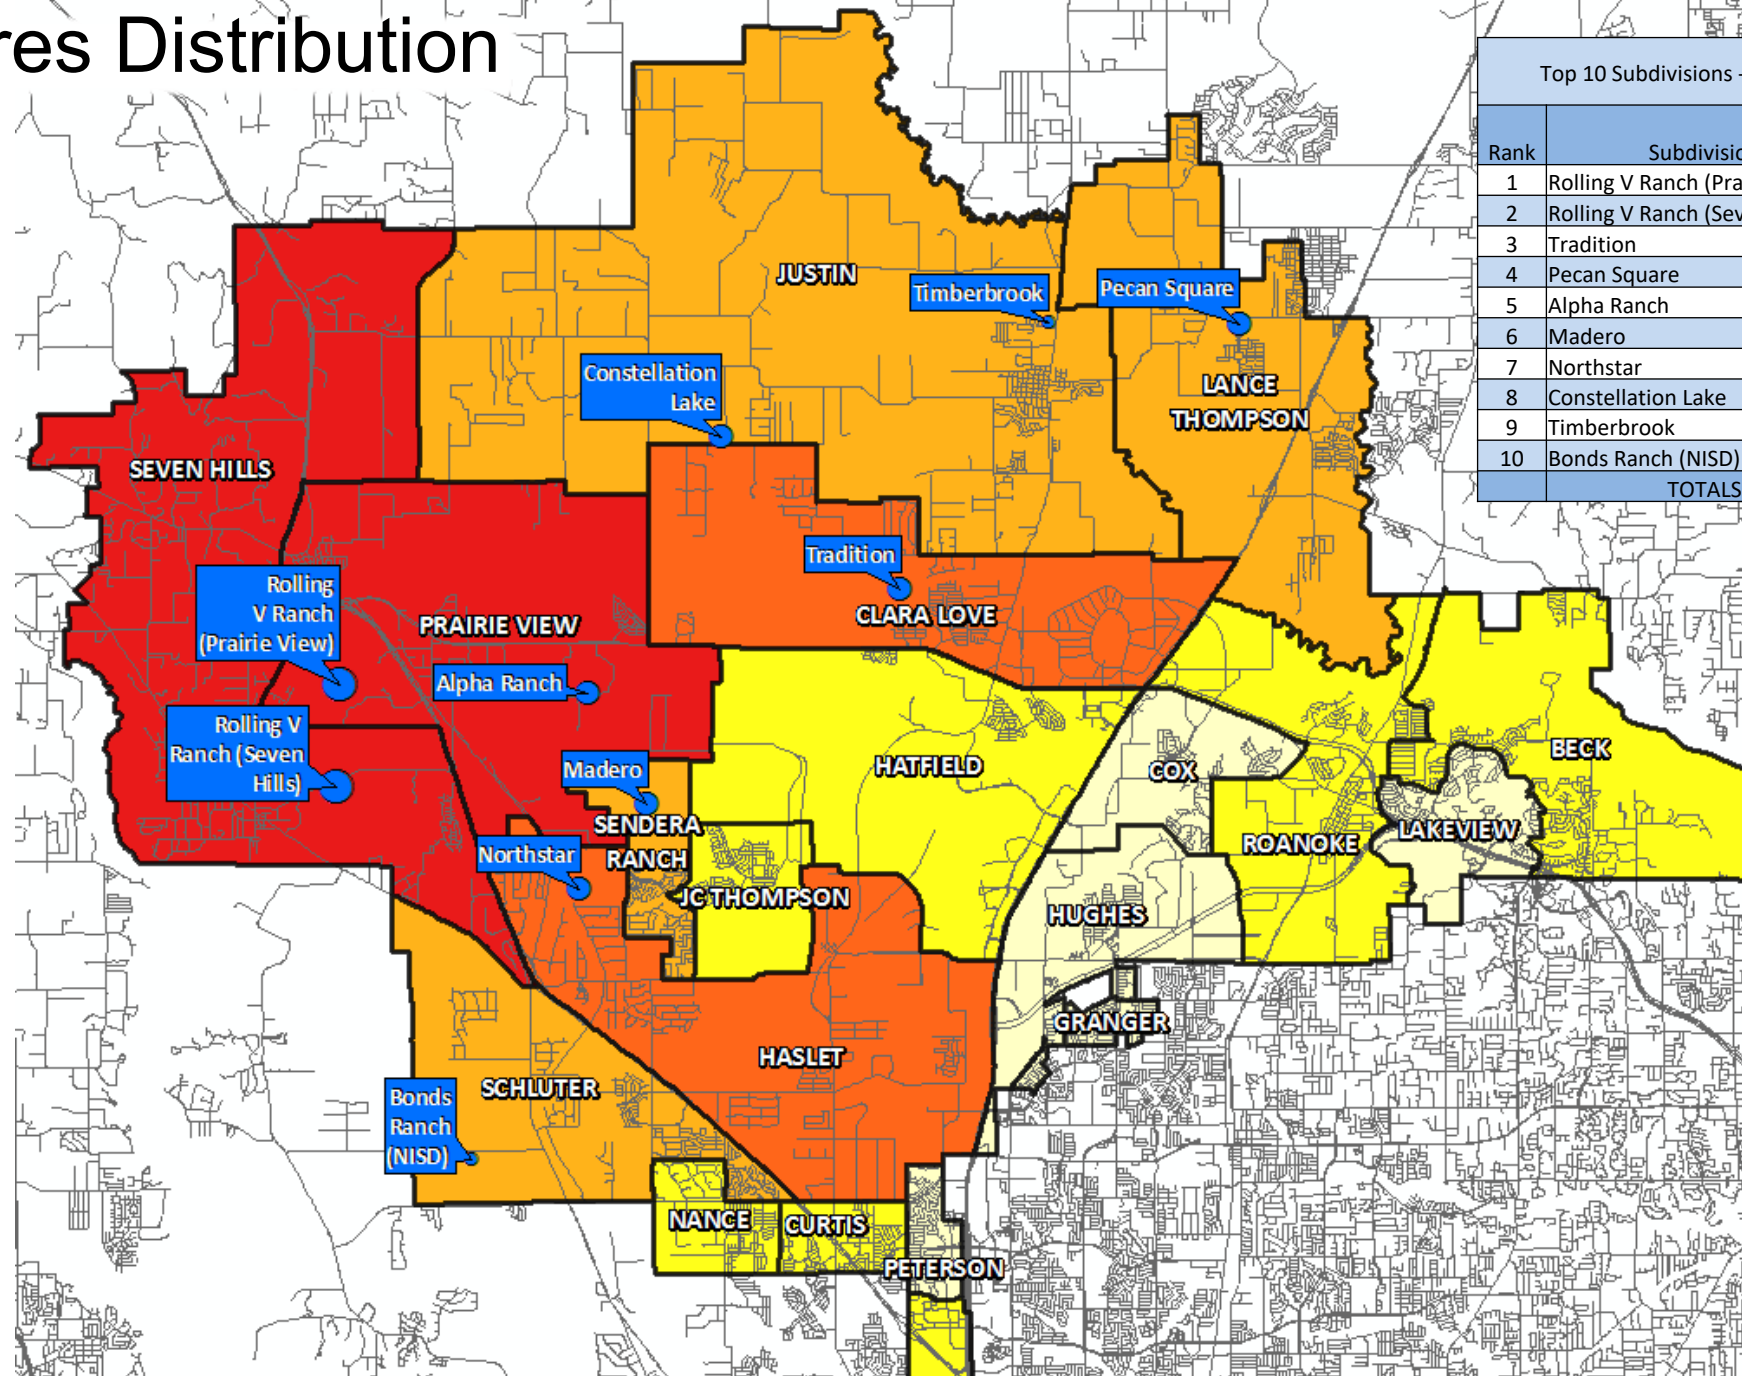 res Distribution
Top 10 Subdivisions -
Rank Subdivisio
1 Rolling V Ranch (Pra
2 Rolling V Ranch (Sev
3 Tradition
4 Pecan Square
5 Alpha Ranch
6 Madero
7 Northstar
8 Constellation Lake
9 Timberbrook
10 Bonds Ranch (NISD)
TOTALS
JUSTIN
Timberbrook
Pecan Square
Constellation
Lake
LANCE
THOMPSON
SEVEN HILLS
Tradition
CLARA LOVE
Rolling
V Ranch
(Prairie View)
PRAIRIE VIEW
Alpha Ranch
Rolling V
Ranch (Seven
Hills)
Madero
HATFIELD
COX
BECK
SENDERA
RANCH
Northstar
ROANOKE
LAKEVIEW
JC THOMPSON
HUGHES
GRANGER
HASLET
SCHLUTER
Bonds
Ranch
(NISD)
NANCE
CURTIS
PETERSON